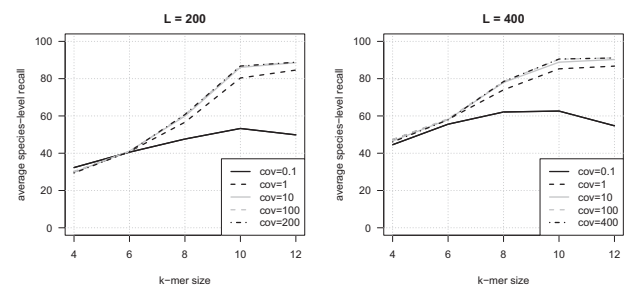 L = 200
average species−level recall
100
80
60
40
20
0
cov=0.1
cov=1
cov=10
cov=100
cov=200
4 6 8 10 12
k−mer size
L = 400
average species−level recall
100
80
60
40
20
0
cov=0.1
cov=1
cov=10
cov=100
cov=400
4 6 8 10 12
k−mer size